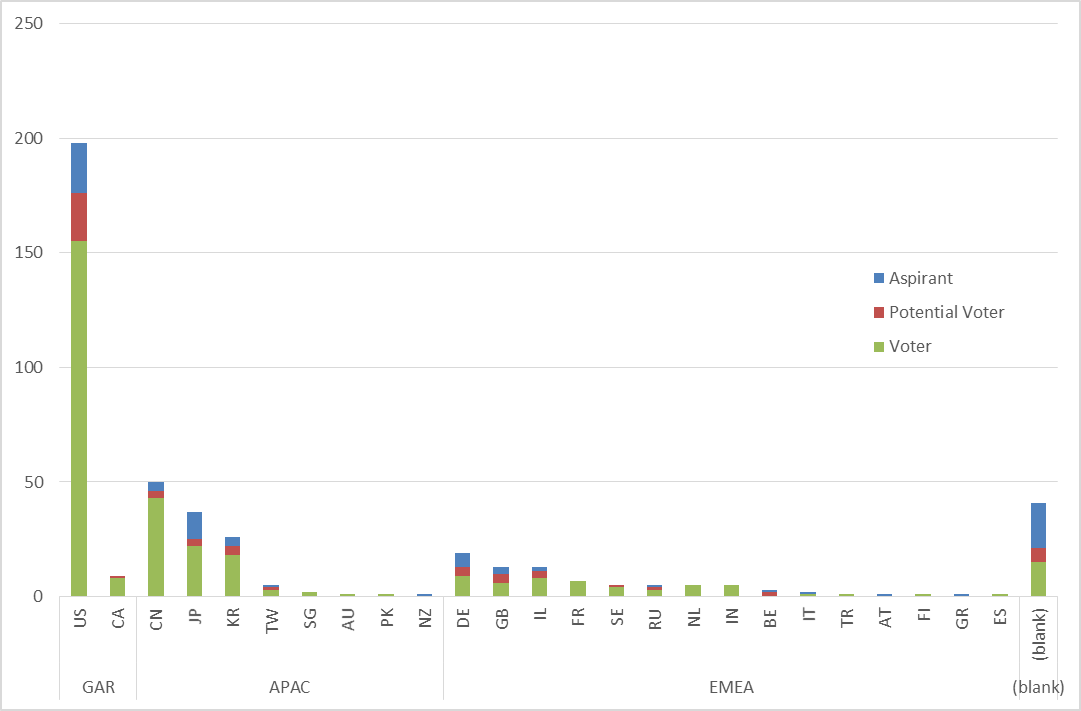 250
200
150
100
50
0
Aspirant
Potential Voter
Voter
US
CA
CN
JP
KR
TW
SG
AU
PK
NZ
DE
GB
IL
FR
SE
RU
NL
IN
BE
IT
TR
AT
FI
GR
ES
(blank)
GAR
APAC
EMEA
(blank)